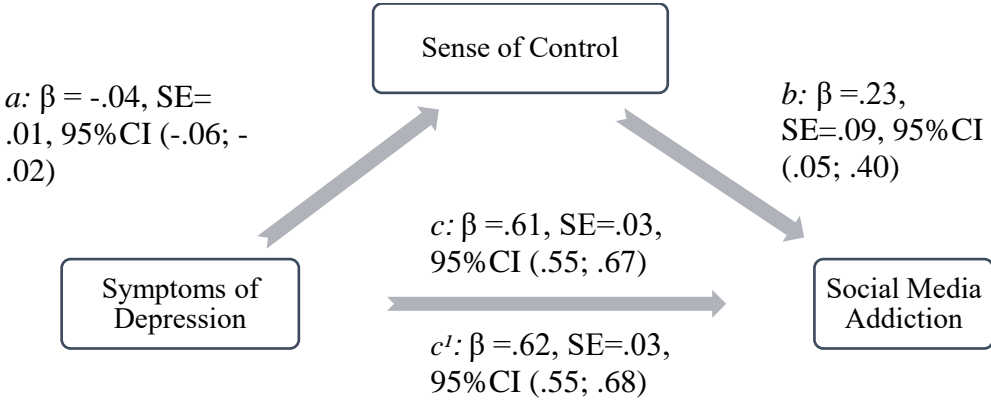 Sense of Control
a: β = -.04, SE=
.01, 95%CI (-.06; -
.02)
b: β =.23,
SE=.09, 95%CI
(.05; .40)
c: β =.61, SE=.03,
95%CI (.55; .67)
Symptoms of
Depression
Social Media
Addiction
c¹: β =.62, SE=.03,
95%CI (.55; .68)